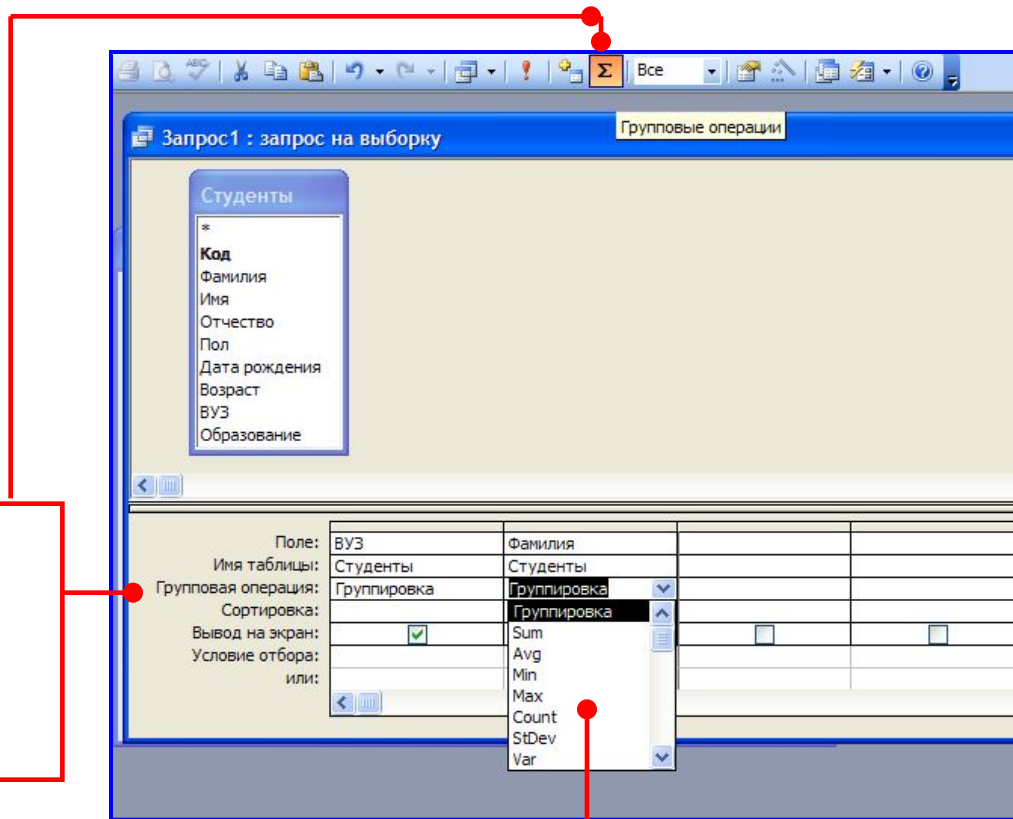 ABC Σ Все
Групповые операции
Запрос1 : запрос на выборку
Студенты
*
Код
Фамилия
Имя
Отчество
Пол
Дата рождения
Возраст
ВУЗ
Образование
Поле: ВУЗ Фамилия
Имя таблицы: Студенты Студенты
Групповая операция: Группировка Группировка
Сортировка: Группировка
Вывод на экран: Sum
Условие отбора: Avg
или: Min
Max
Count
StDev
Var